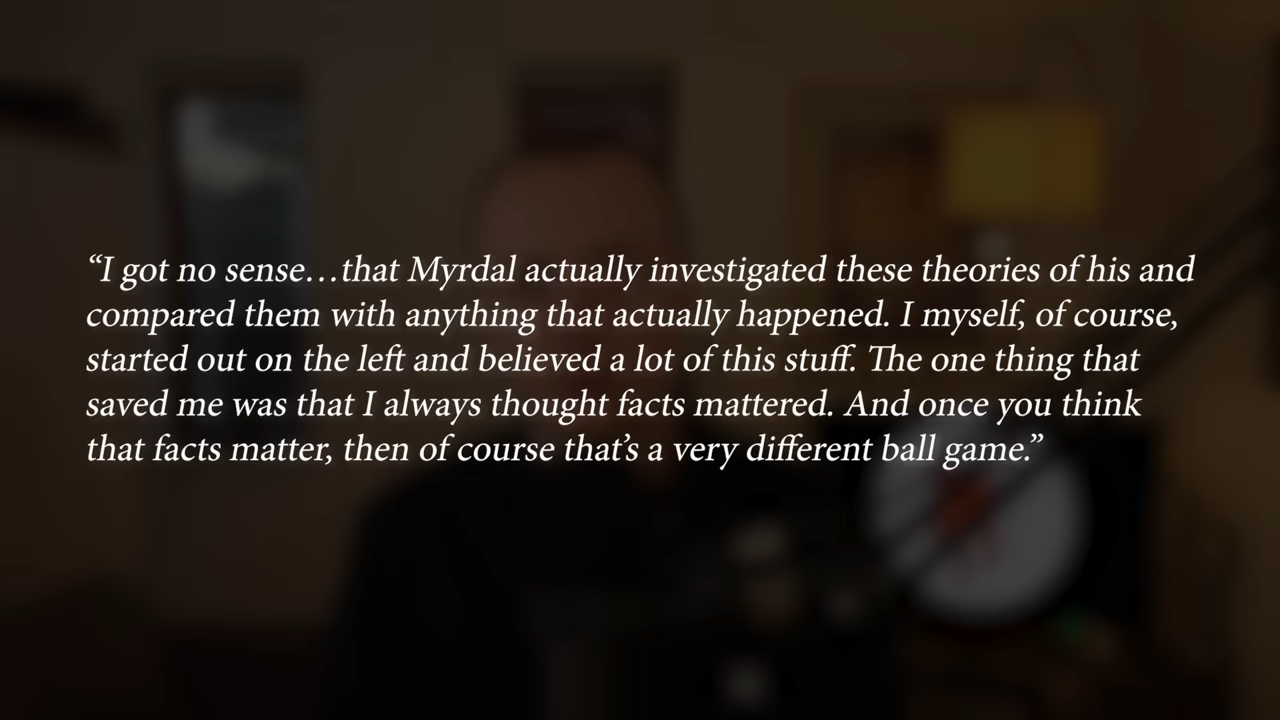 “I got no sense…that Myrdal actually investigated these theories of his and
compared them with anything that actually happened. I myself, of course,
started out on the left and believed a lot of this stuff. The one thing that
saved me was that I always thought facts mattered. And once you think
that facts matter, then of course that’s a very different ball game.”